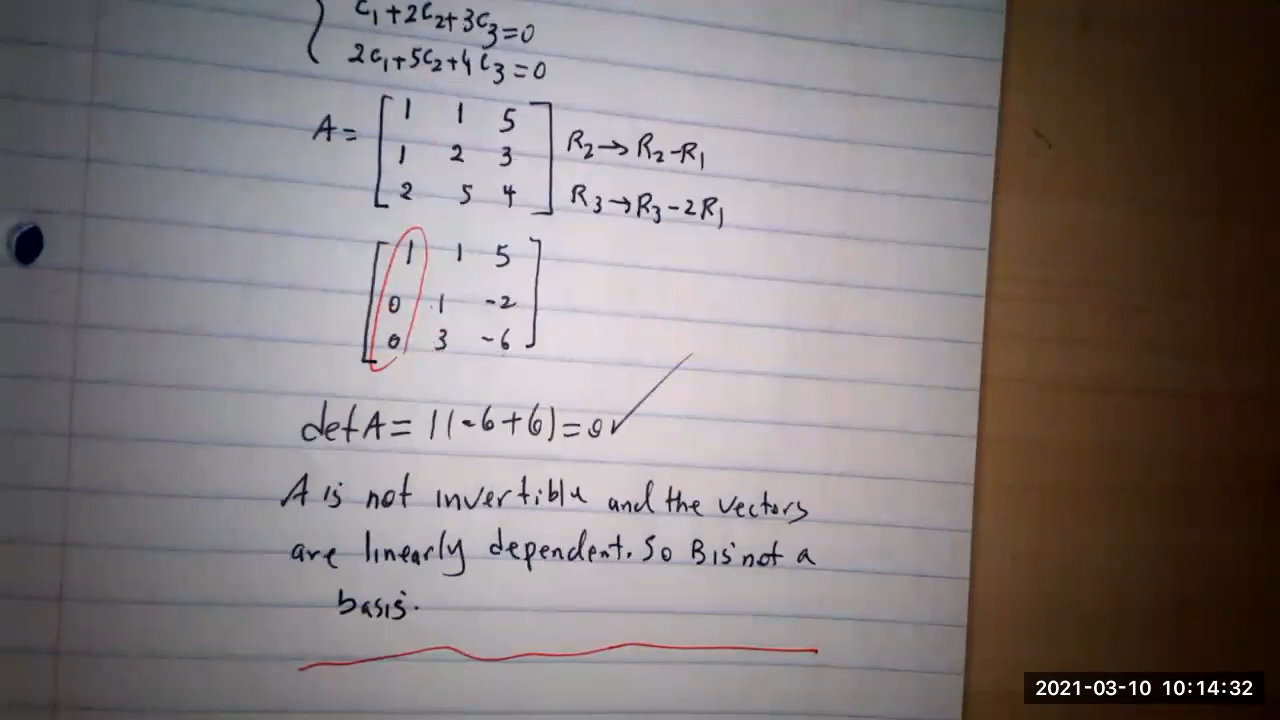 c₁+2c₂+3c₃=0
2c₁+5c₂+4c₃=0
A= [1 1 5
1 2 3
2 5 4] R₂→R₂-R₁
R₃→R₃-2R₁
[1 1 5
0 1 -2
0 3 -6]
detA= 1(-6+6)=0✓
A is not invertible and the vectors
are linearly dependent. So B is not a
basis.
2021-03-10 10:14:32